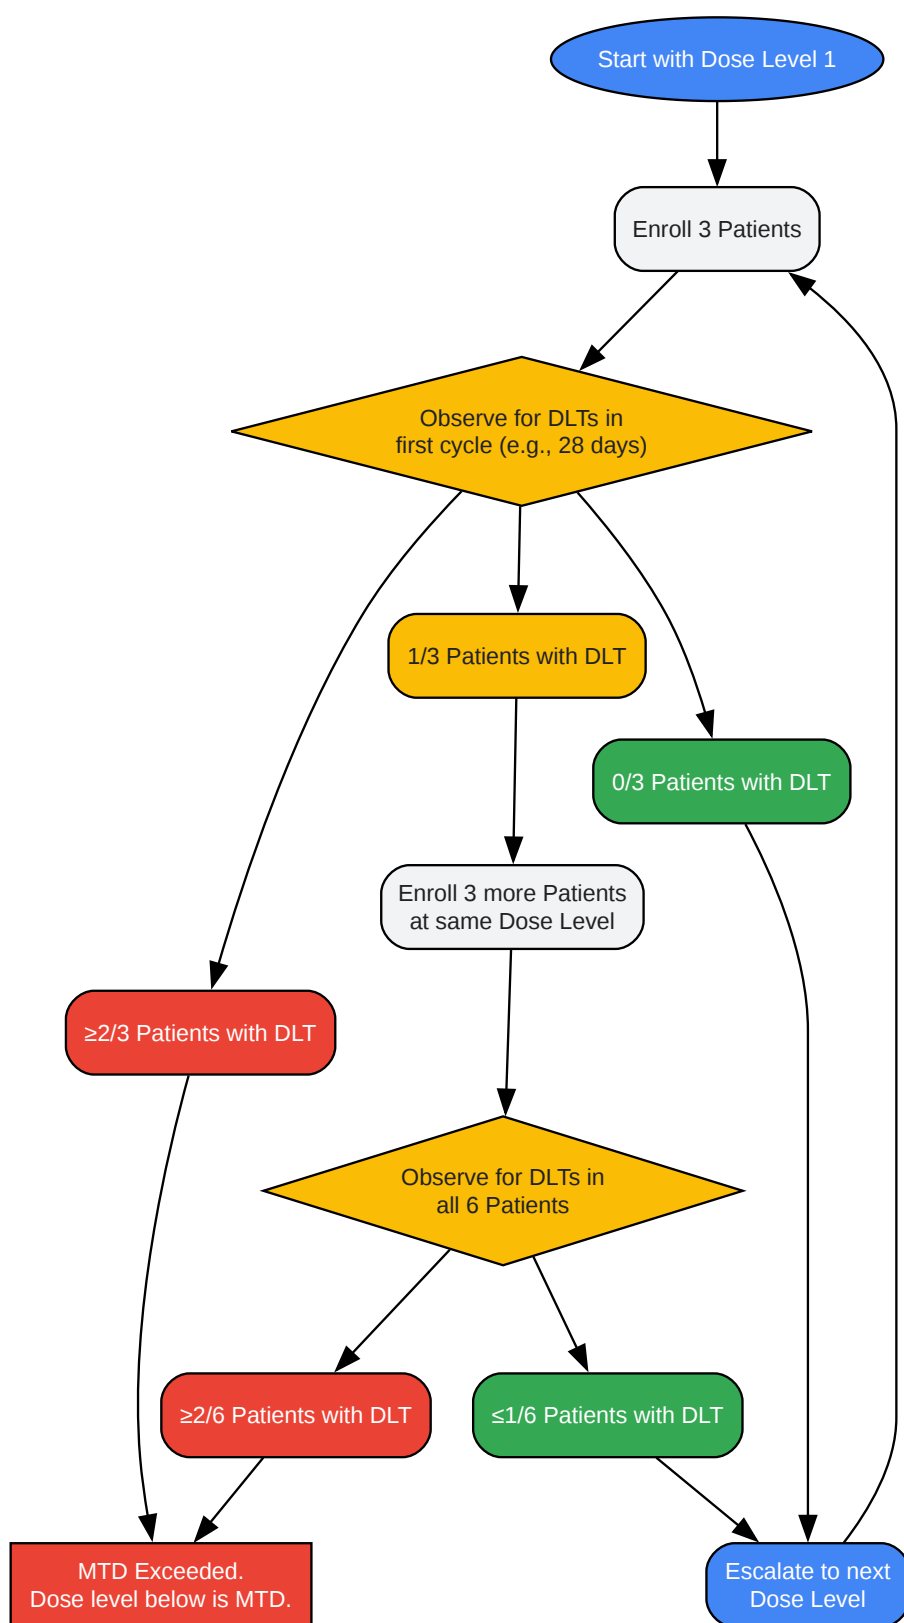 Start with Dose Level 1
Enroll 3 Patients
Observe for DLTs in
first cycle (e.g., 28 days)
1/3 Patients with DLT
0/3 Patients with DLT
Enroll 3 more Patients
at same Dose Level
≥2/3 Patients with DLT
Observe for DLTs in
all 6 Patients
≥2/6 Patients with DLT
≤1/6 Patients with DLT
MTD Exceeded.
Dose level below is MTD.
Escalate to next
Dose Level